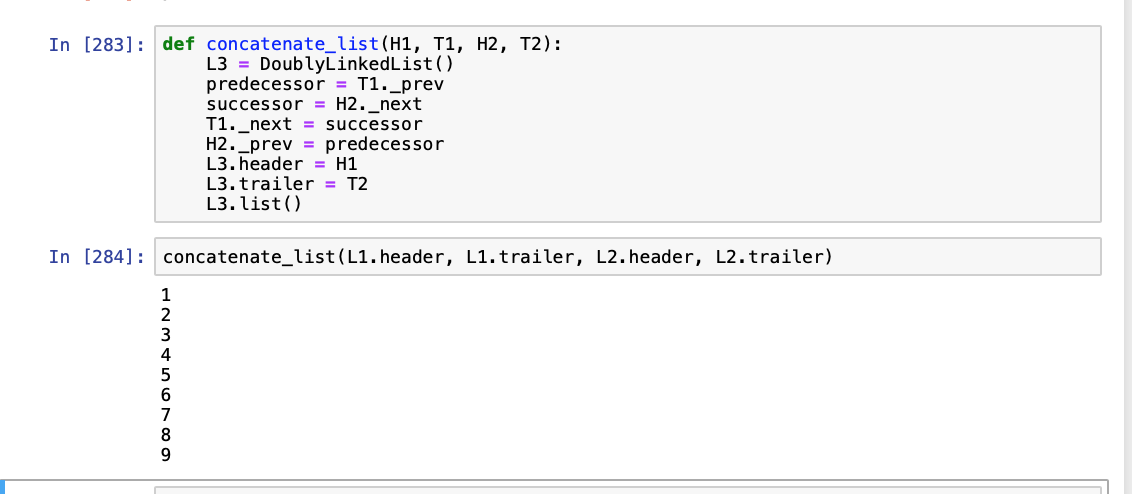 In [283]: def concatenate_list(H1, T1, H2, T2):
    L3 = DoublyLinkedList()
    predecessor = T1._prev
    successor = H2._next
    T1._next = successor
    H2._prev = predecessor
    L3.header = H1
    L3.trailer = T2
    L3.list()
In [284]: concatenate_list(L1.header, L1.trailer, L2.header, L2.trailer)
1
2
3
4
5
6
7
8
9